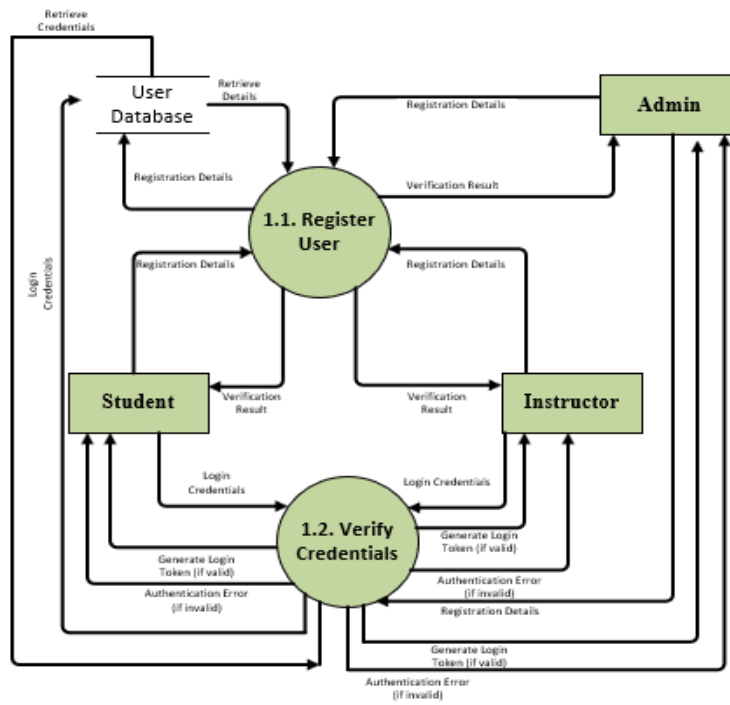 Retrieve
Credentials
User
Database
Retrieve
Details
Registration Details
Admin
Registration Details
Verification Result
1.1. Register
User
Registration Details
Registration Details
Login
Credentials
Student
Verification
Result
Verification
Result
Instructor
Login
Credentials
Login Credentials
1.2. Verify
Credentials
Generate Login
Token (if valid)
Generate Login
Token (if valid)
Authentication Error
(if invalid)
Authentication Error
(if invalid)
Registration Details
Generate Login
Token (if valid)
Authentication Error
(if invalid)